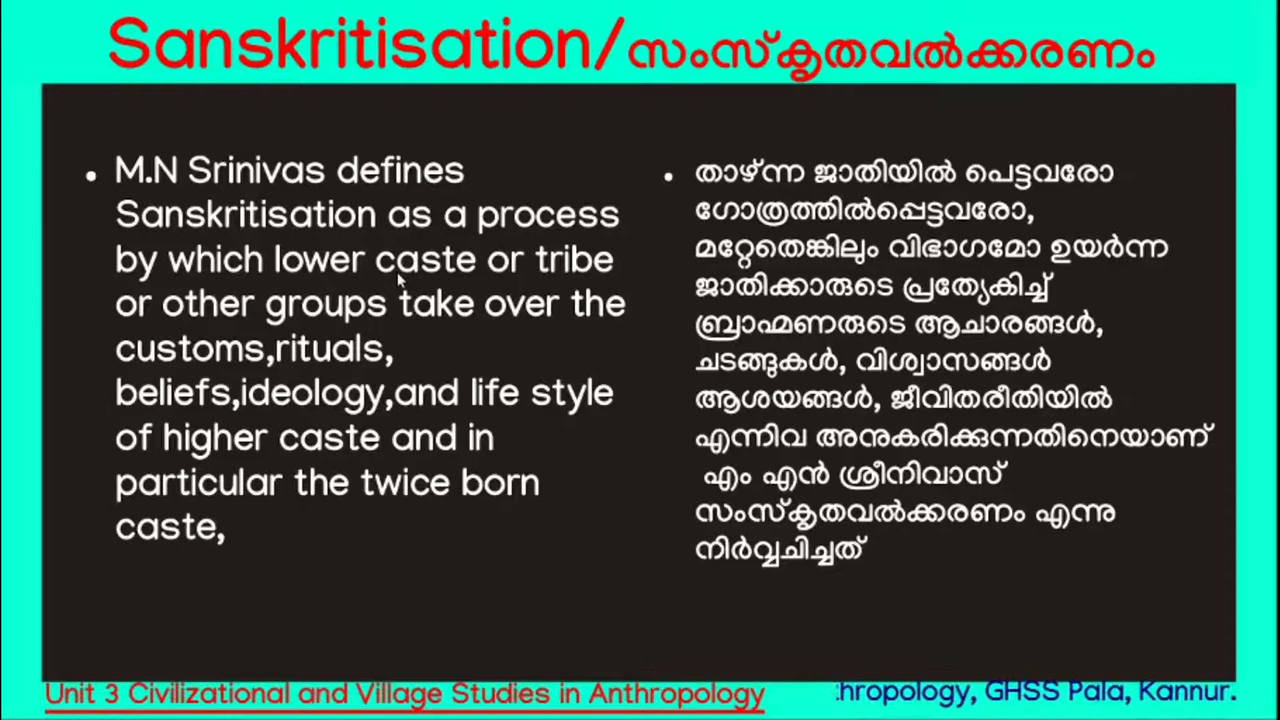 Sanskritisation/സംസ്കൃതവൽക്കരണം
• M.N Srinivas defines
Sanskritisation as a process
by which lower caste or tribe
or other groups take over the
customs,rituals,
beliefs,ideology,and life style
of higher caste and in
particular the twice born
caste,
• താഴ്ന്ന ജാതിയിൽ പെട്ടവരോ
ഗോത്രത്തിൽപ്പെട്ടവരോ,
മറ്റേതെങ്കിലും വിഭാഗമോ ഉയർന്ന
ജാതിക്കാരുടെ പ്രത്യേകിച്ച്
ബ്രാഹ്മണരുടെ ആചാരങ്ങൾ,
ചടങ്ങുകൾ, വിശ്വാസങ്ങൾ
ആശയങ്ങൾ, ജീവിതരീതിയിൽ
എന്നിവ അനുകരിക്കുന്നതിനെയാണ്
എം എൻ ശ്രീനിവാസ്
സംസ്കൃതവൽക്കരണം എന്നു
നിർവ്വചിച്ചത്
Unit 3 Civilizational and Village Studies in Anthropology
hropology, GHSS Pala, Kannur.